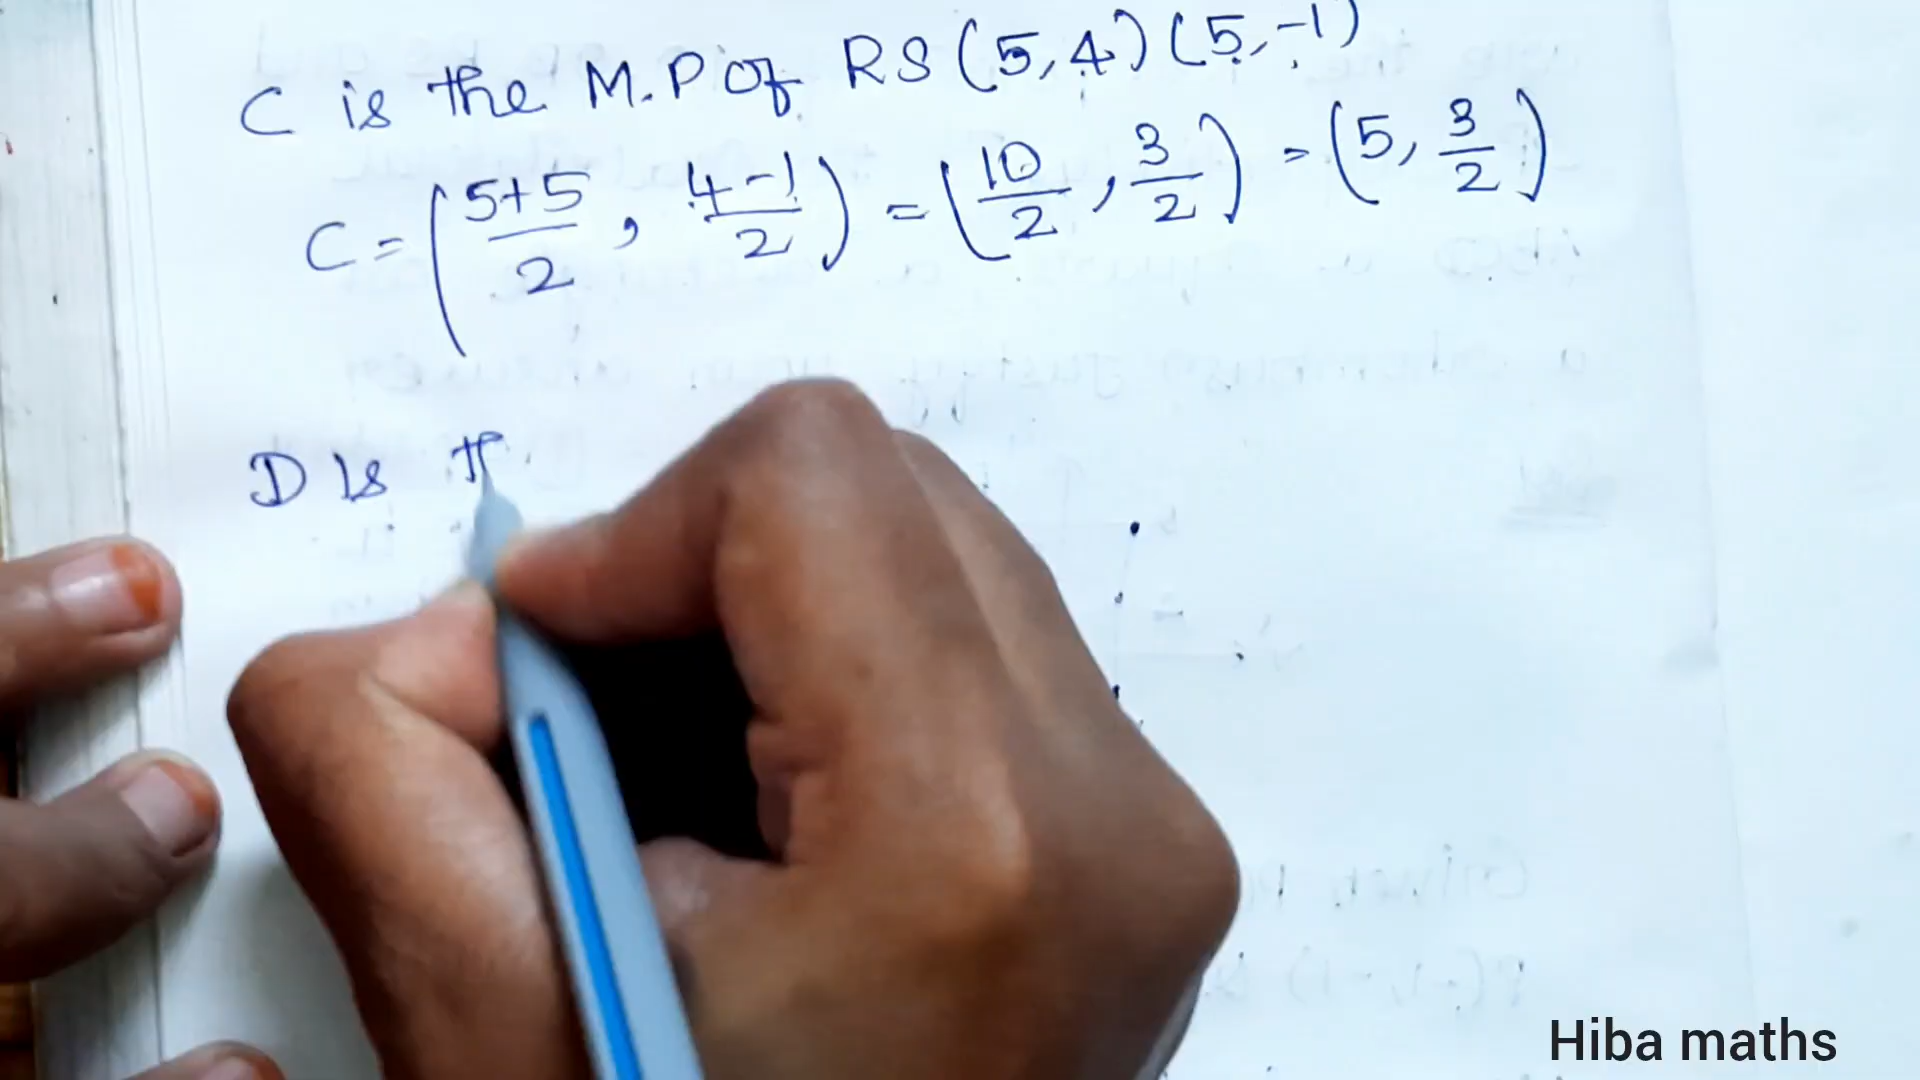 C is the M.P of RS (5,4) (5,-1)
C = (5+5/2, 4-1/2) = (10/2, 3/2) = (5, 3/2)
D is
Hiba maths